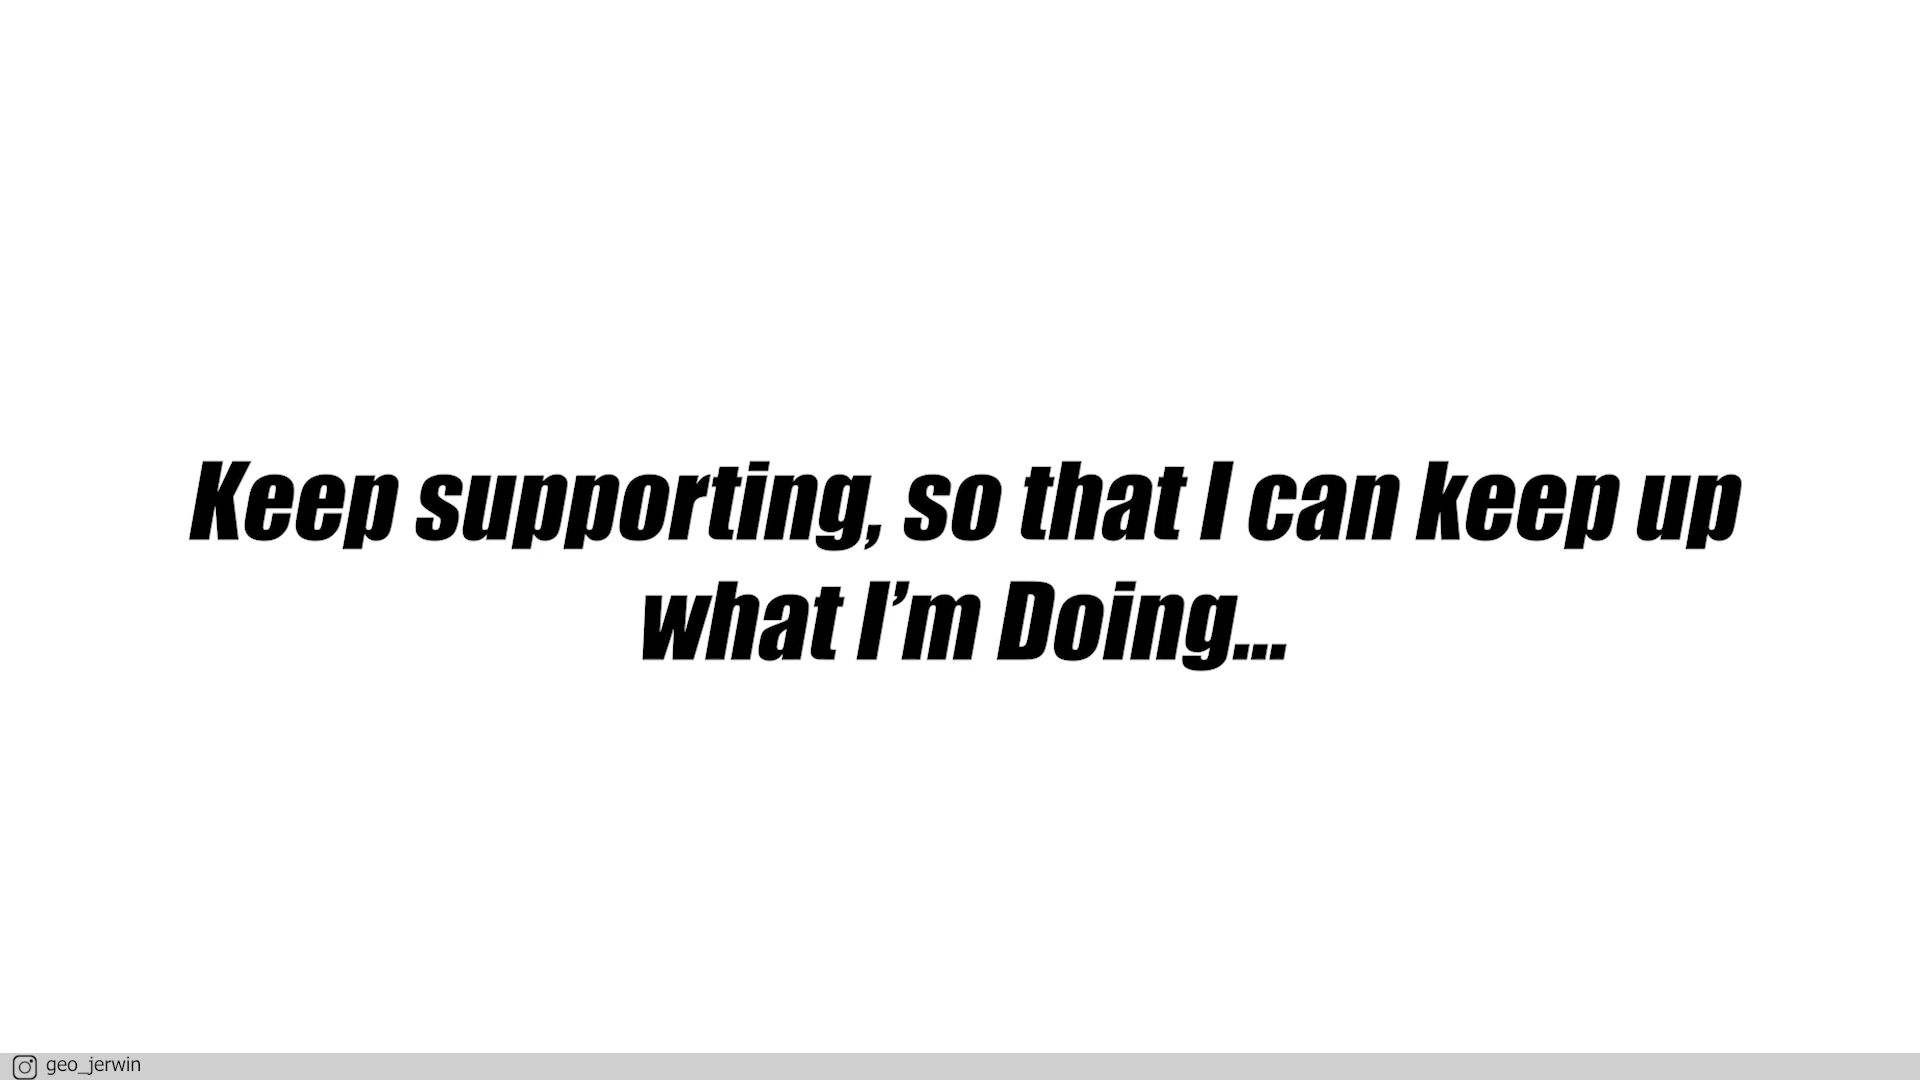 Keep supporting, so that I can keep up
what I’m Doing...
geo_jerwin